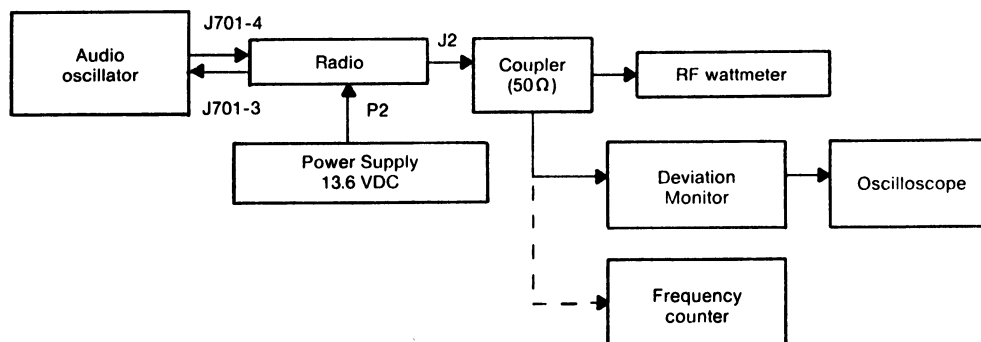 J701-4
Audio
oscillator
J701-3
Radio
J2
P2
Power Supply
13.6 VDC
Coupler
(50Ω)
RF wattmeter
Deviation
Monitor
Oscilloscope
Frequency
counter